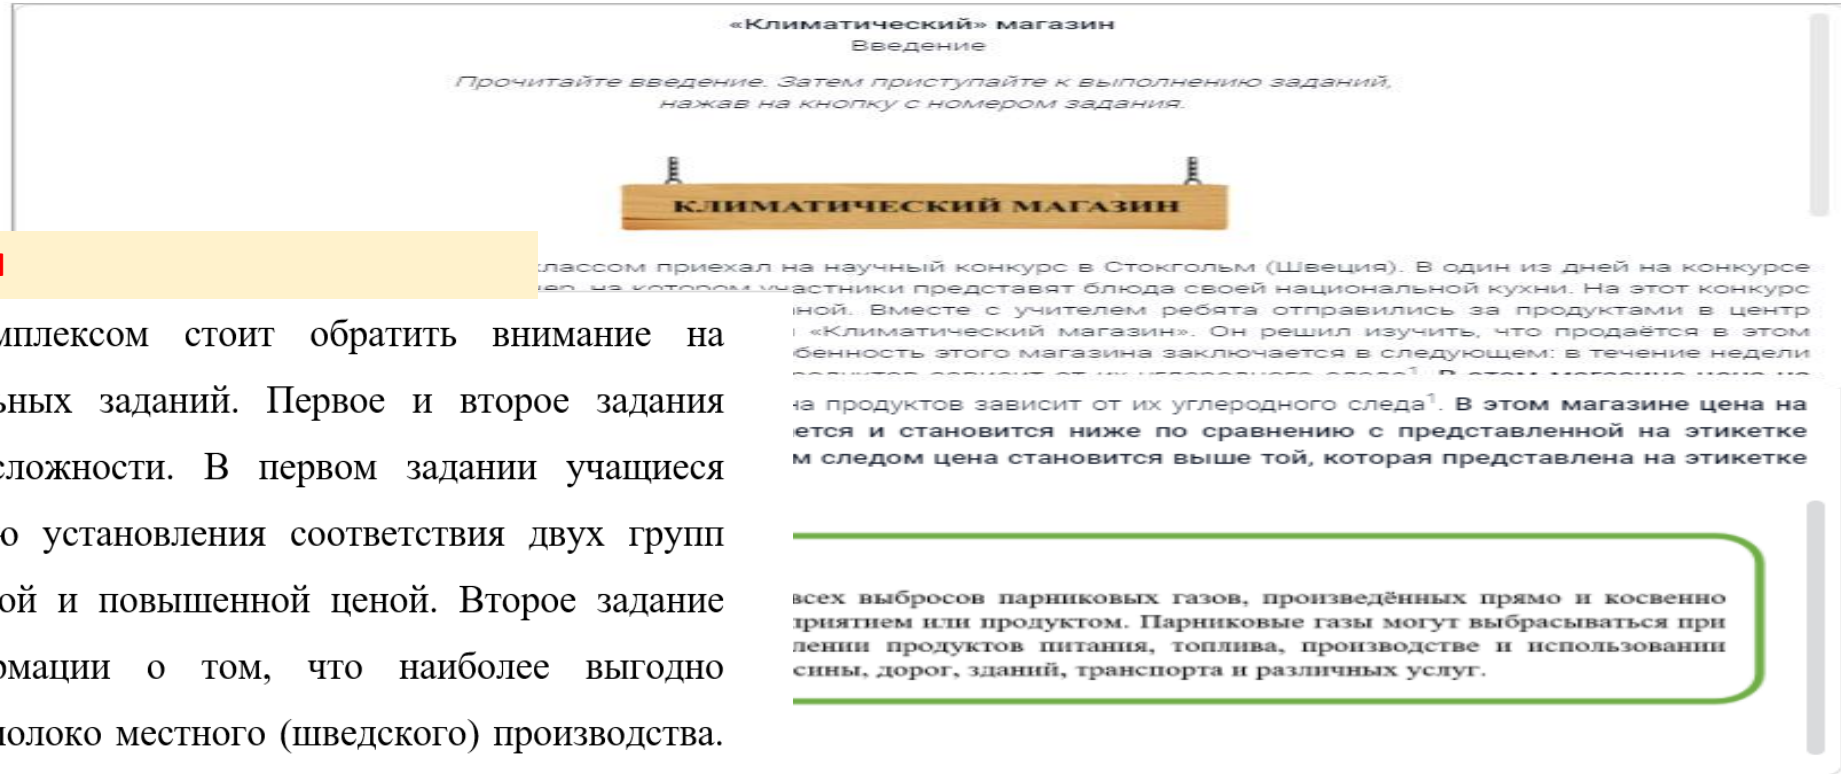 «Климатический» магазин
Введение
Прочитайте введение. Затем приступайте к выполнению заданий,
нажав на кнопку с номером задания.
КЛИМАТИЧЕСКИЙ МАГАЗИН
классом приехал на научный конкурс в Стокгольм (Швеция). В один из дней на конкурсе
на котором участники представят блюда своей национальной кухни. На этот конкурс
ной. Вместе с учителем ребята отправились за продуктами в центр
«Климатический магазин». Он решил изучить, что продаётся в этом
бенность этого магазина заключается в следующем: в течение недели
на продуктов зависит от их углеродного следа¹. В этом магазине цена на
ется и становится ниже по сравнению с представленной на этикетке
м следом цена становится выше той, которая представлена на этикетке
всех выбросов парниковых газов, произведённых прямо и косвенно
приятием или продуктом. Парниковые газы могут выбрасываться при
лении продуктов питания, топлива, производстве и использовании
сины, дорог, зданий, транспорта и различных услуг.
мплексом стоит обратить внимание на
ьных заданий. Первое и второе задания
сложности. В первом задании учащиеся
ю установления соответствия двух групп
ой и повышенной ценой. Второе задание
рмации о том, что наиболее выгодно
молоко местного (шведского) производства.